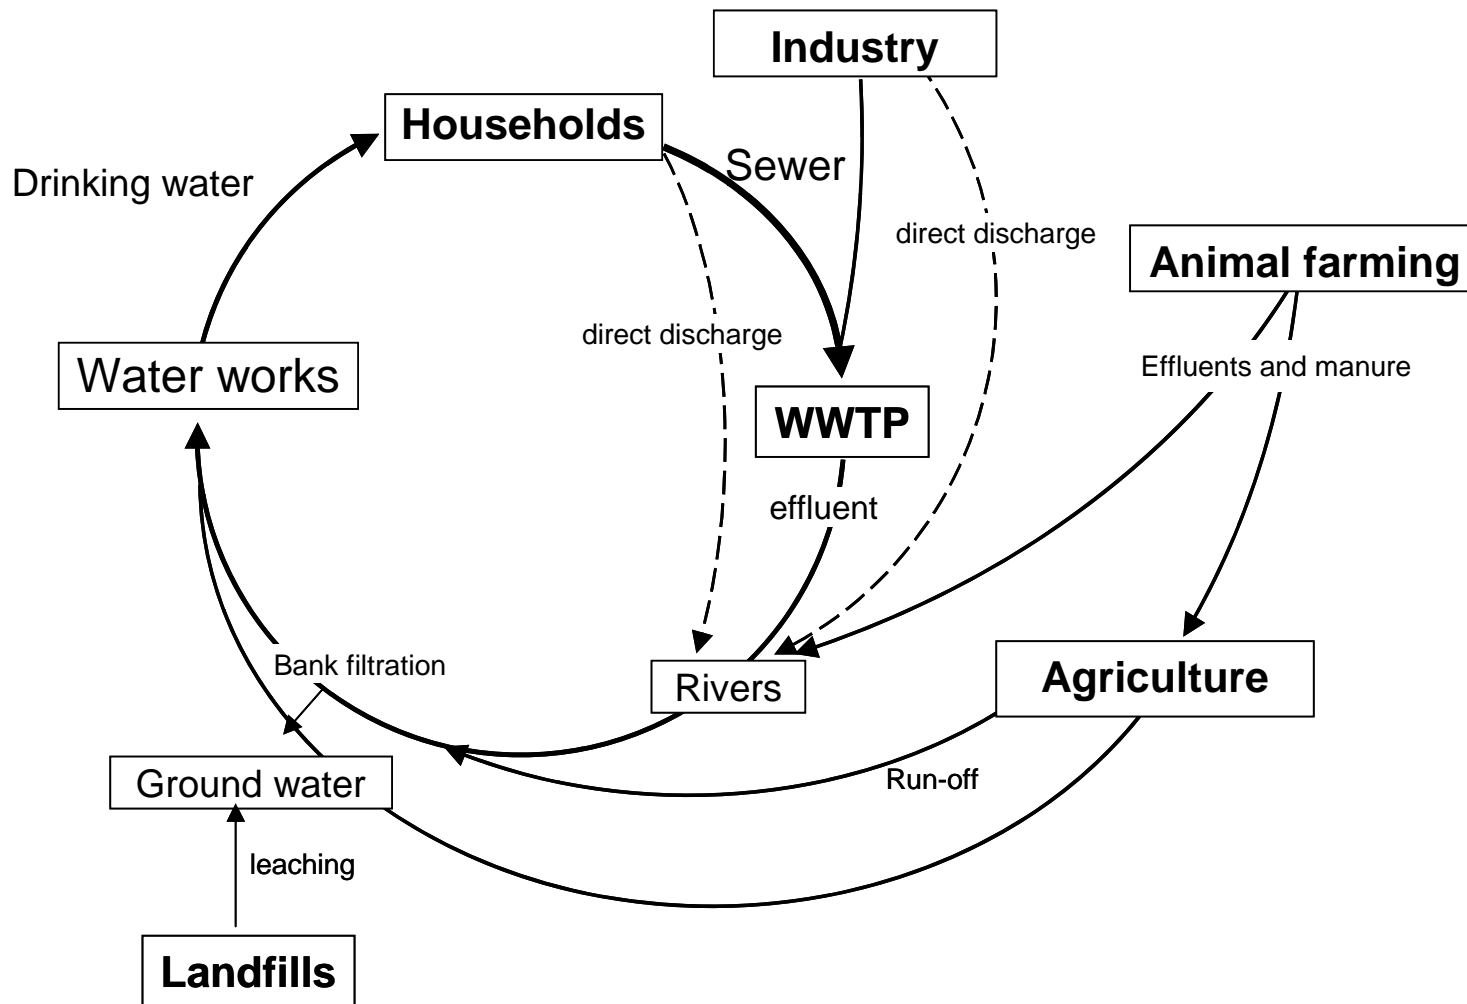 Industry
Households
Sewer
Drinking water
direct discharge
Animal farming
direct discharge
Water works
Effluents and manure
WWTP
effluent
Bank filtration
Rivers
Agriculture
Ground water
Run-off
leaching
Landfills